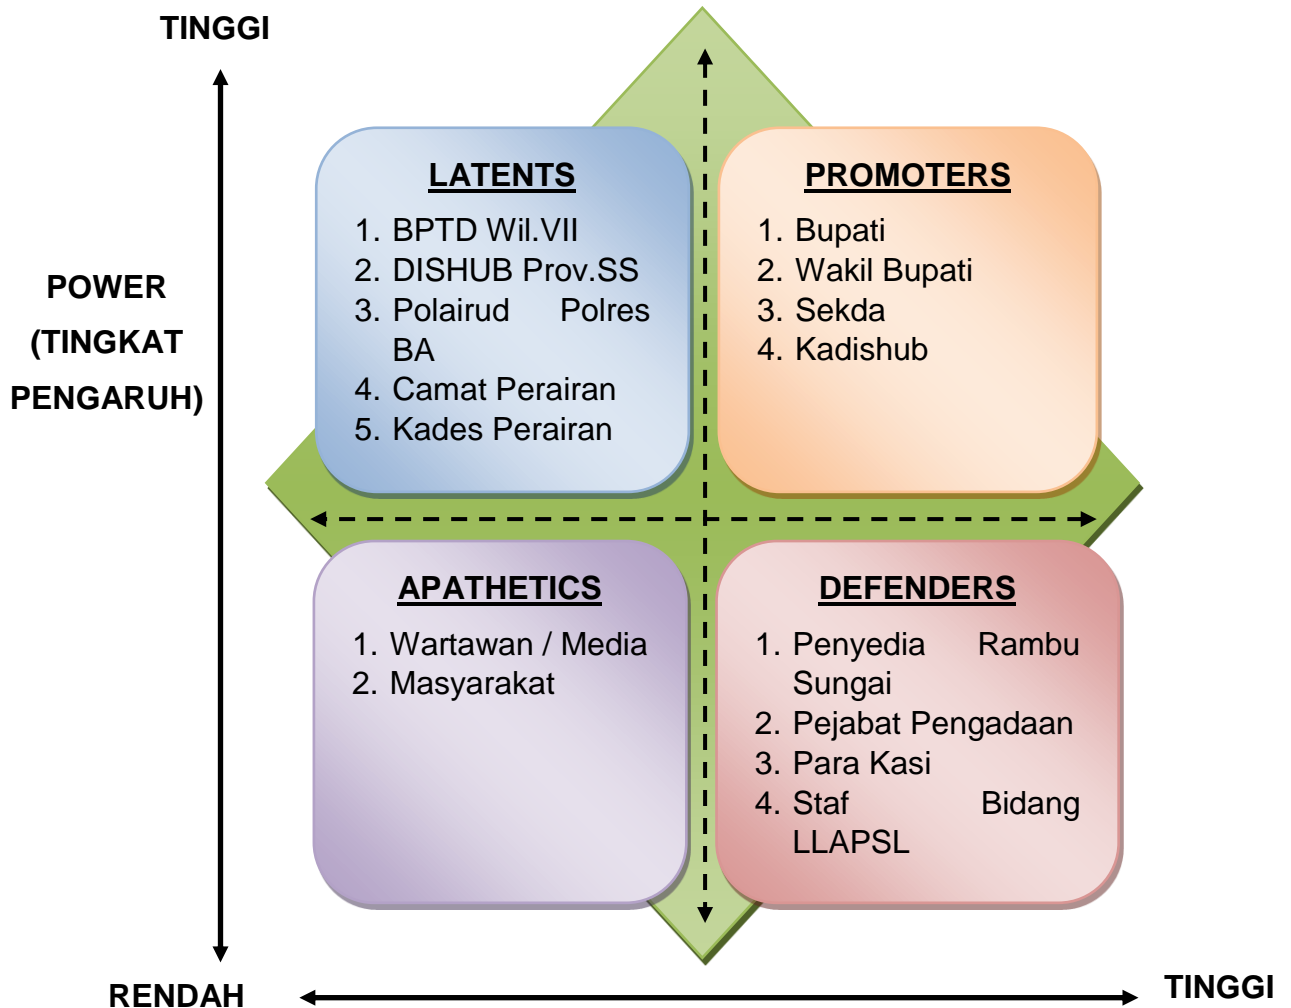 TINGGI
POWER
(TINGKAT
PENGARUH)
LATENTS
1. BPTD Wil.VII
2. DISHUB Prov.SS
3. Polairud Polres
BA
4. Camat Perairan
5. Kades Perairan
PROMOTERS
1. Bupati
2. Wakil Bupati
3. Sekda
4. Kadishub
APATHETICS
1. Wartawan / Media
2. Masyarakat
DEFENDERS
1. Penyedia Rambu
Sungai
2. Pejabat Pengadaan
3. Para Kasi
4. Staf Bidang
LLAPSL
RENDAH
TINGGI